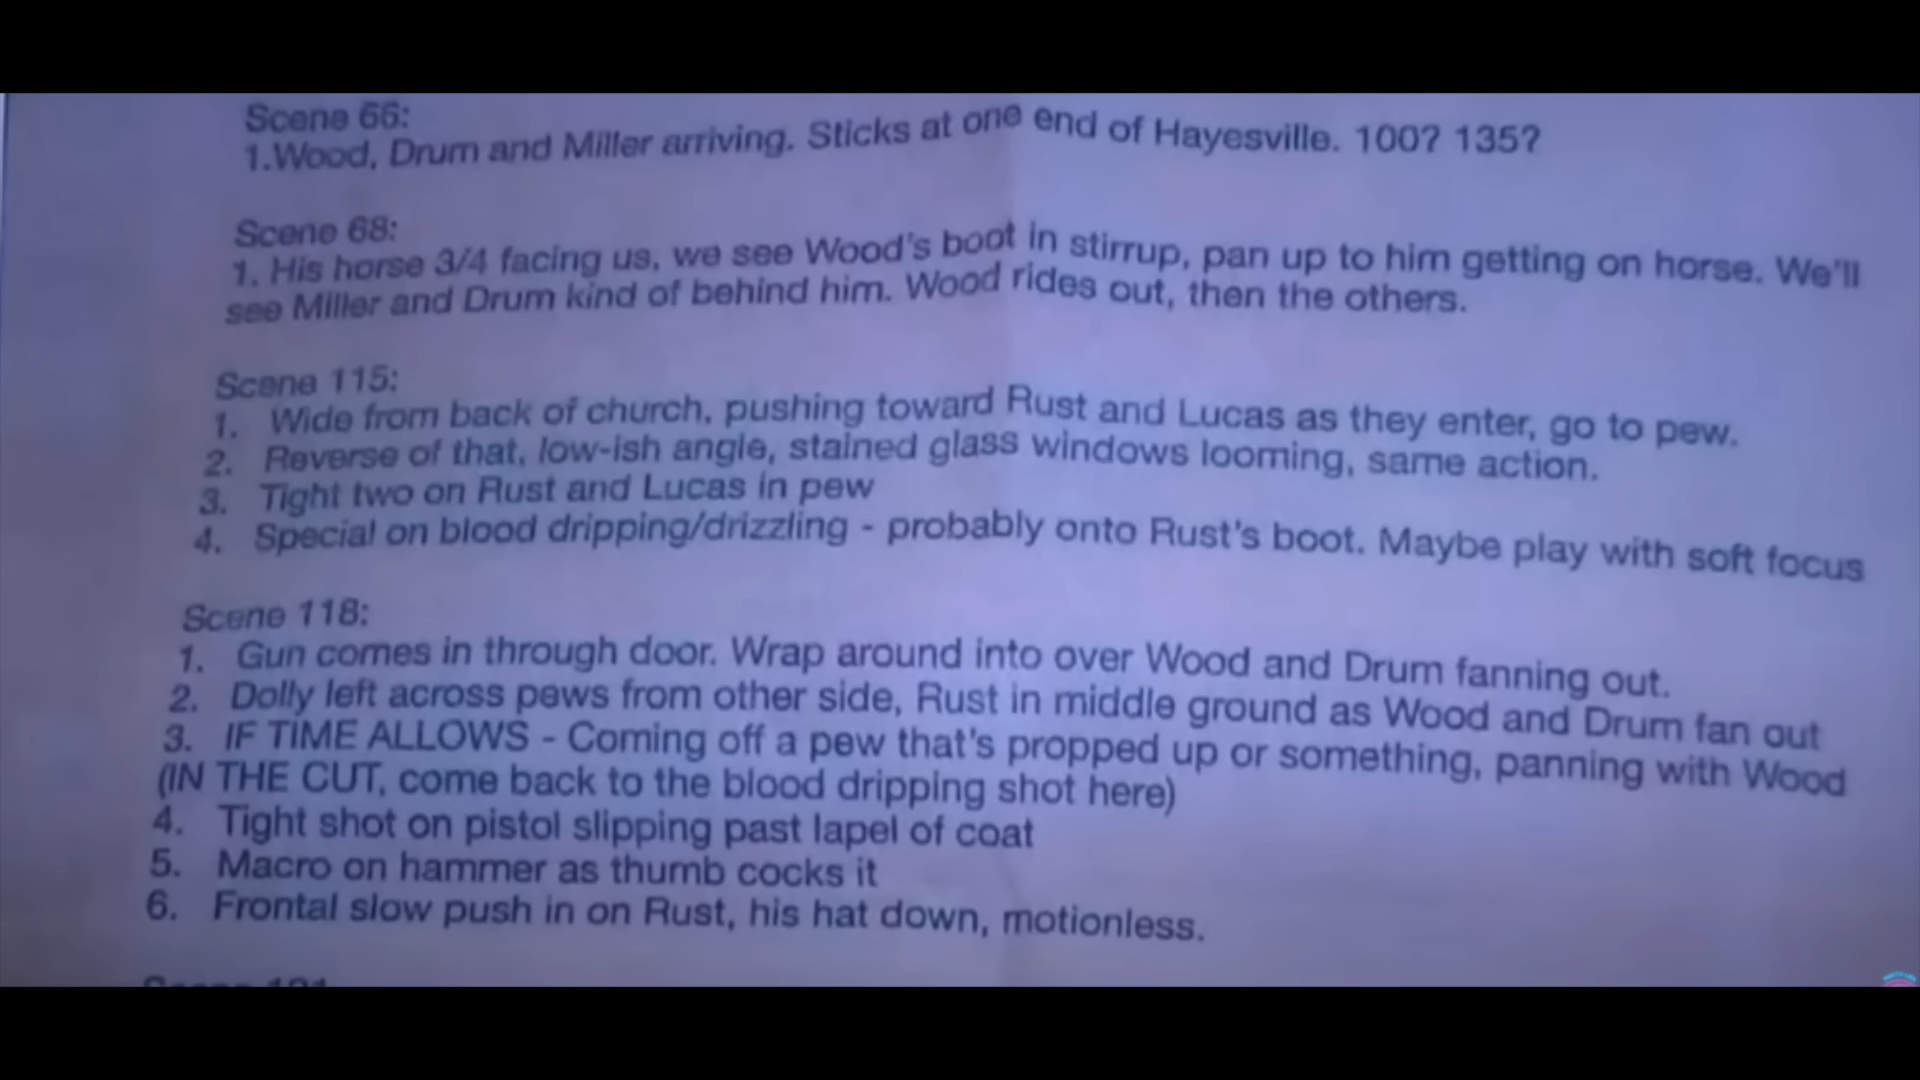 Scene 66:
1.Wood, Drum and Miller arriving. Sticks at one end of Hayesville. 100? 135?
Scene 68:
1. His horse 3/4 facing us, we see Wood's boot in stirrup, pan up to him getting on horse. We'll
see Miller and Drum kind of behind him. Wood rides out, then the others.
Scene 115:
1. Wide from back of church, pushing toward Rust and Lucas as they enter, go to pew.
2. Reverse of that, low-ish angle, stained glass windows looming, same action.
3. Tight two on Rust and Lucas in pew
4. Special on blood dripping/drizzling - probably onto Rust's boot. Maybe play with soft focus
Scene 118:
1. Gun comes in through door. Wrap around into over Wood and Drum fanning out.
2. Dolly left across pews from other side, Rust in middle ground as Wood and Drum fan out
3. IF TIME ALLOWS - Coming off a pew that's propped up or something, panning with Wood
(IN THE CUT, come back to the blood dripping shot here)
4. Tight shot on pistol slipping past lapel of coat
5. Macro on hammer as thumb cocks it
6. Frontal slow push in on Rust, his hat down, motionless.